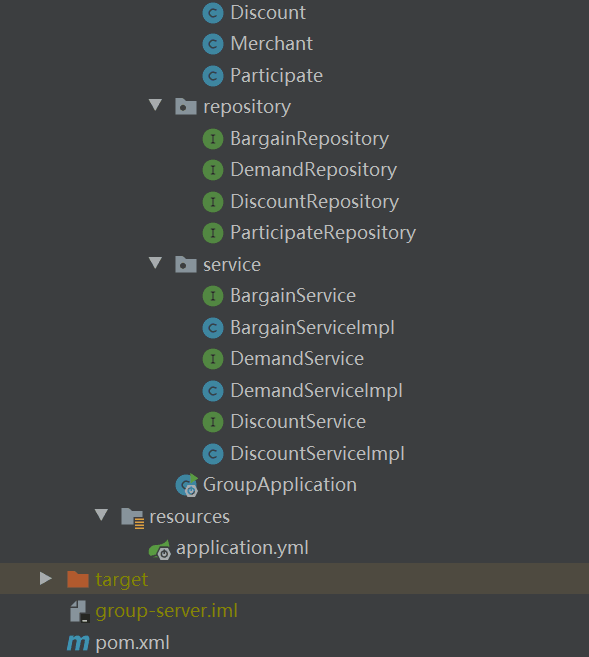 Discount
Merchant
Participate
repository
BargainRepository
DemandRepository
DiscountRepository
ParticipateRepository
service
BargainService
BargainServiceImpl
DemandService
DemandServiceImpl
DiscountService
DiscountServiceImpl
GroupApplication
resources
application.yml
target
group-server.iml
pom.xml